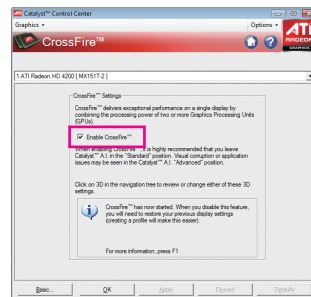 Catalyst™ Control Center
Graphics
Options
ATI
CrossFire™
RADEON
GRAPHICS
1.ATI Radeon HD 4200 [ MX151T-2 ]
CrossFire™ Settings
CrossFire™ delivers exceptional performance on a single display by
combining the processing power of two or more Graphics Processing Units
(GPUs).
Enable CrossFire™
When enabling CrossFire™, it is highly recommended that you leave
Catalyst™ A.I. in the "Standard" position. Visual corruption or application
issues may be seen in the Catalyst™ A.I. "Advanced" position.
Click on 3D in the navigation tree to review or change either of these 3D
settings.
CrossFire™ has now started. When you disable this feature,
you will need to restore your previous display settings
(creating a profile will make this easier).
For more information, press F1
Basic...
OK
Apply
Discard
Defaults